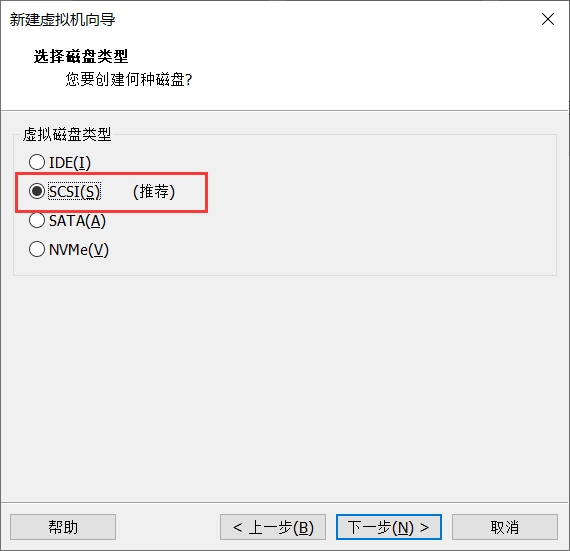 新建虚拟机向导
选择磁盘类型
您要创建何种磁盘?
虚拟磁盘类型
IDE(I)
SCSI(S) (推荐)
SATA(A)
NVMe(V)
帮助 < 上一步(B) 下一步(N) > 取消